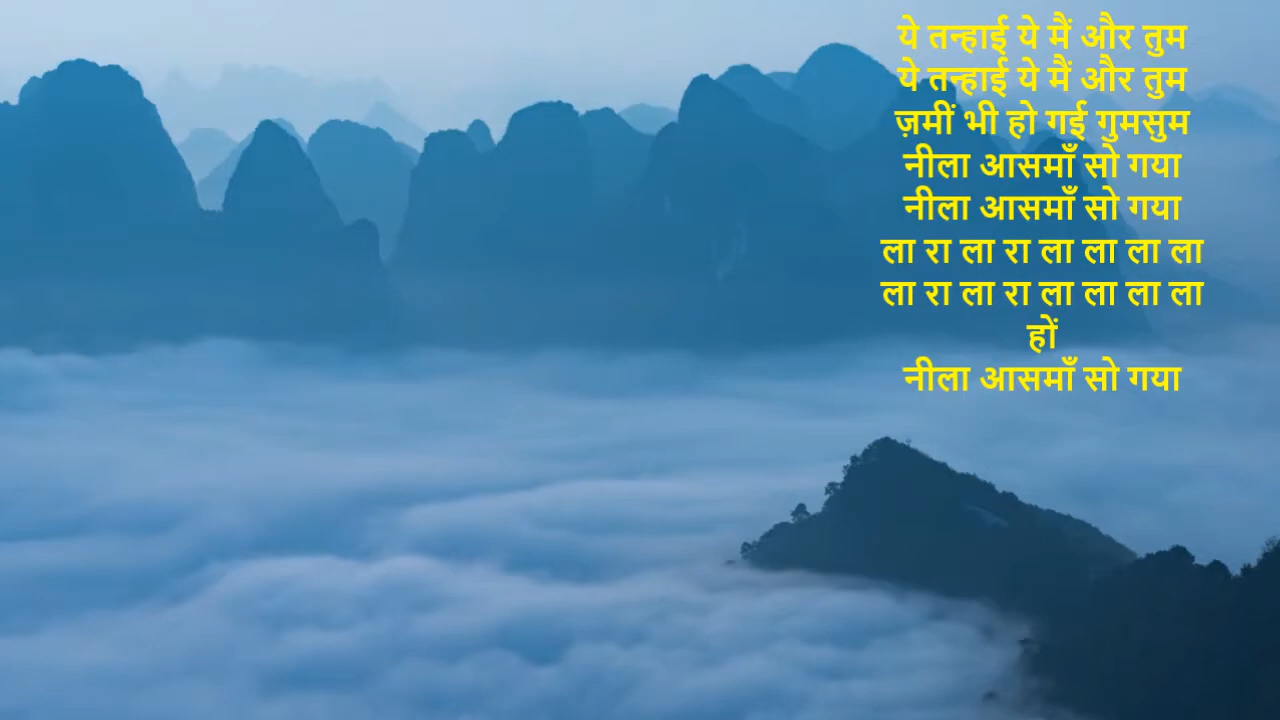 ये तन्हाई ये मैं और तुम
ये तन्हाई ये मैं और तुम
ज़मीं भी हो गई गुमसुम
नीला आसमाँ सो गया
नीला आसमाँ सो गया
ला रा ला रा ला ला ला ला
ला रा ला रा ला ला ला ला
हों
नीला आसमाँ सो गया